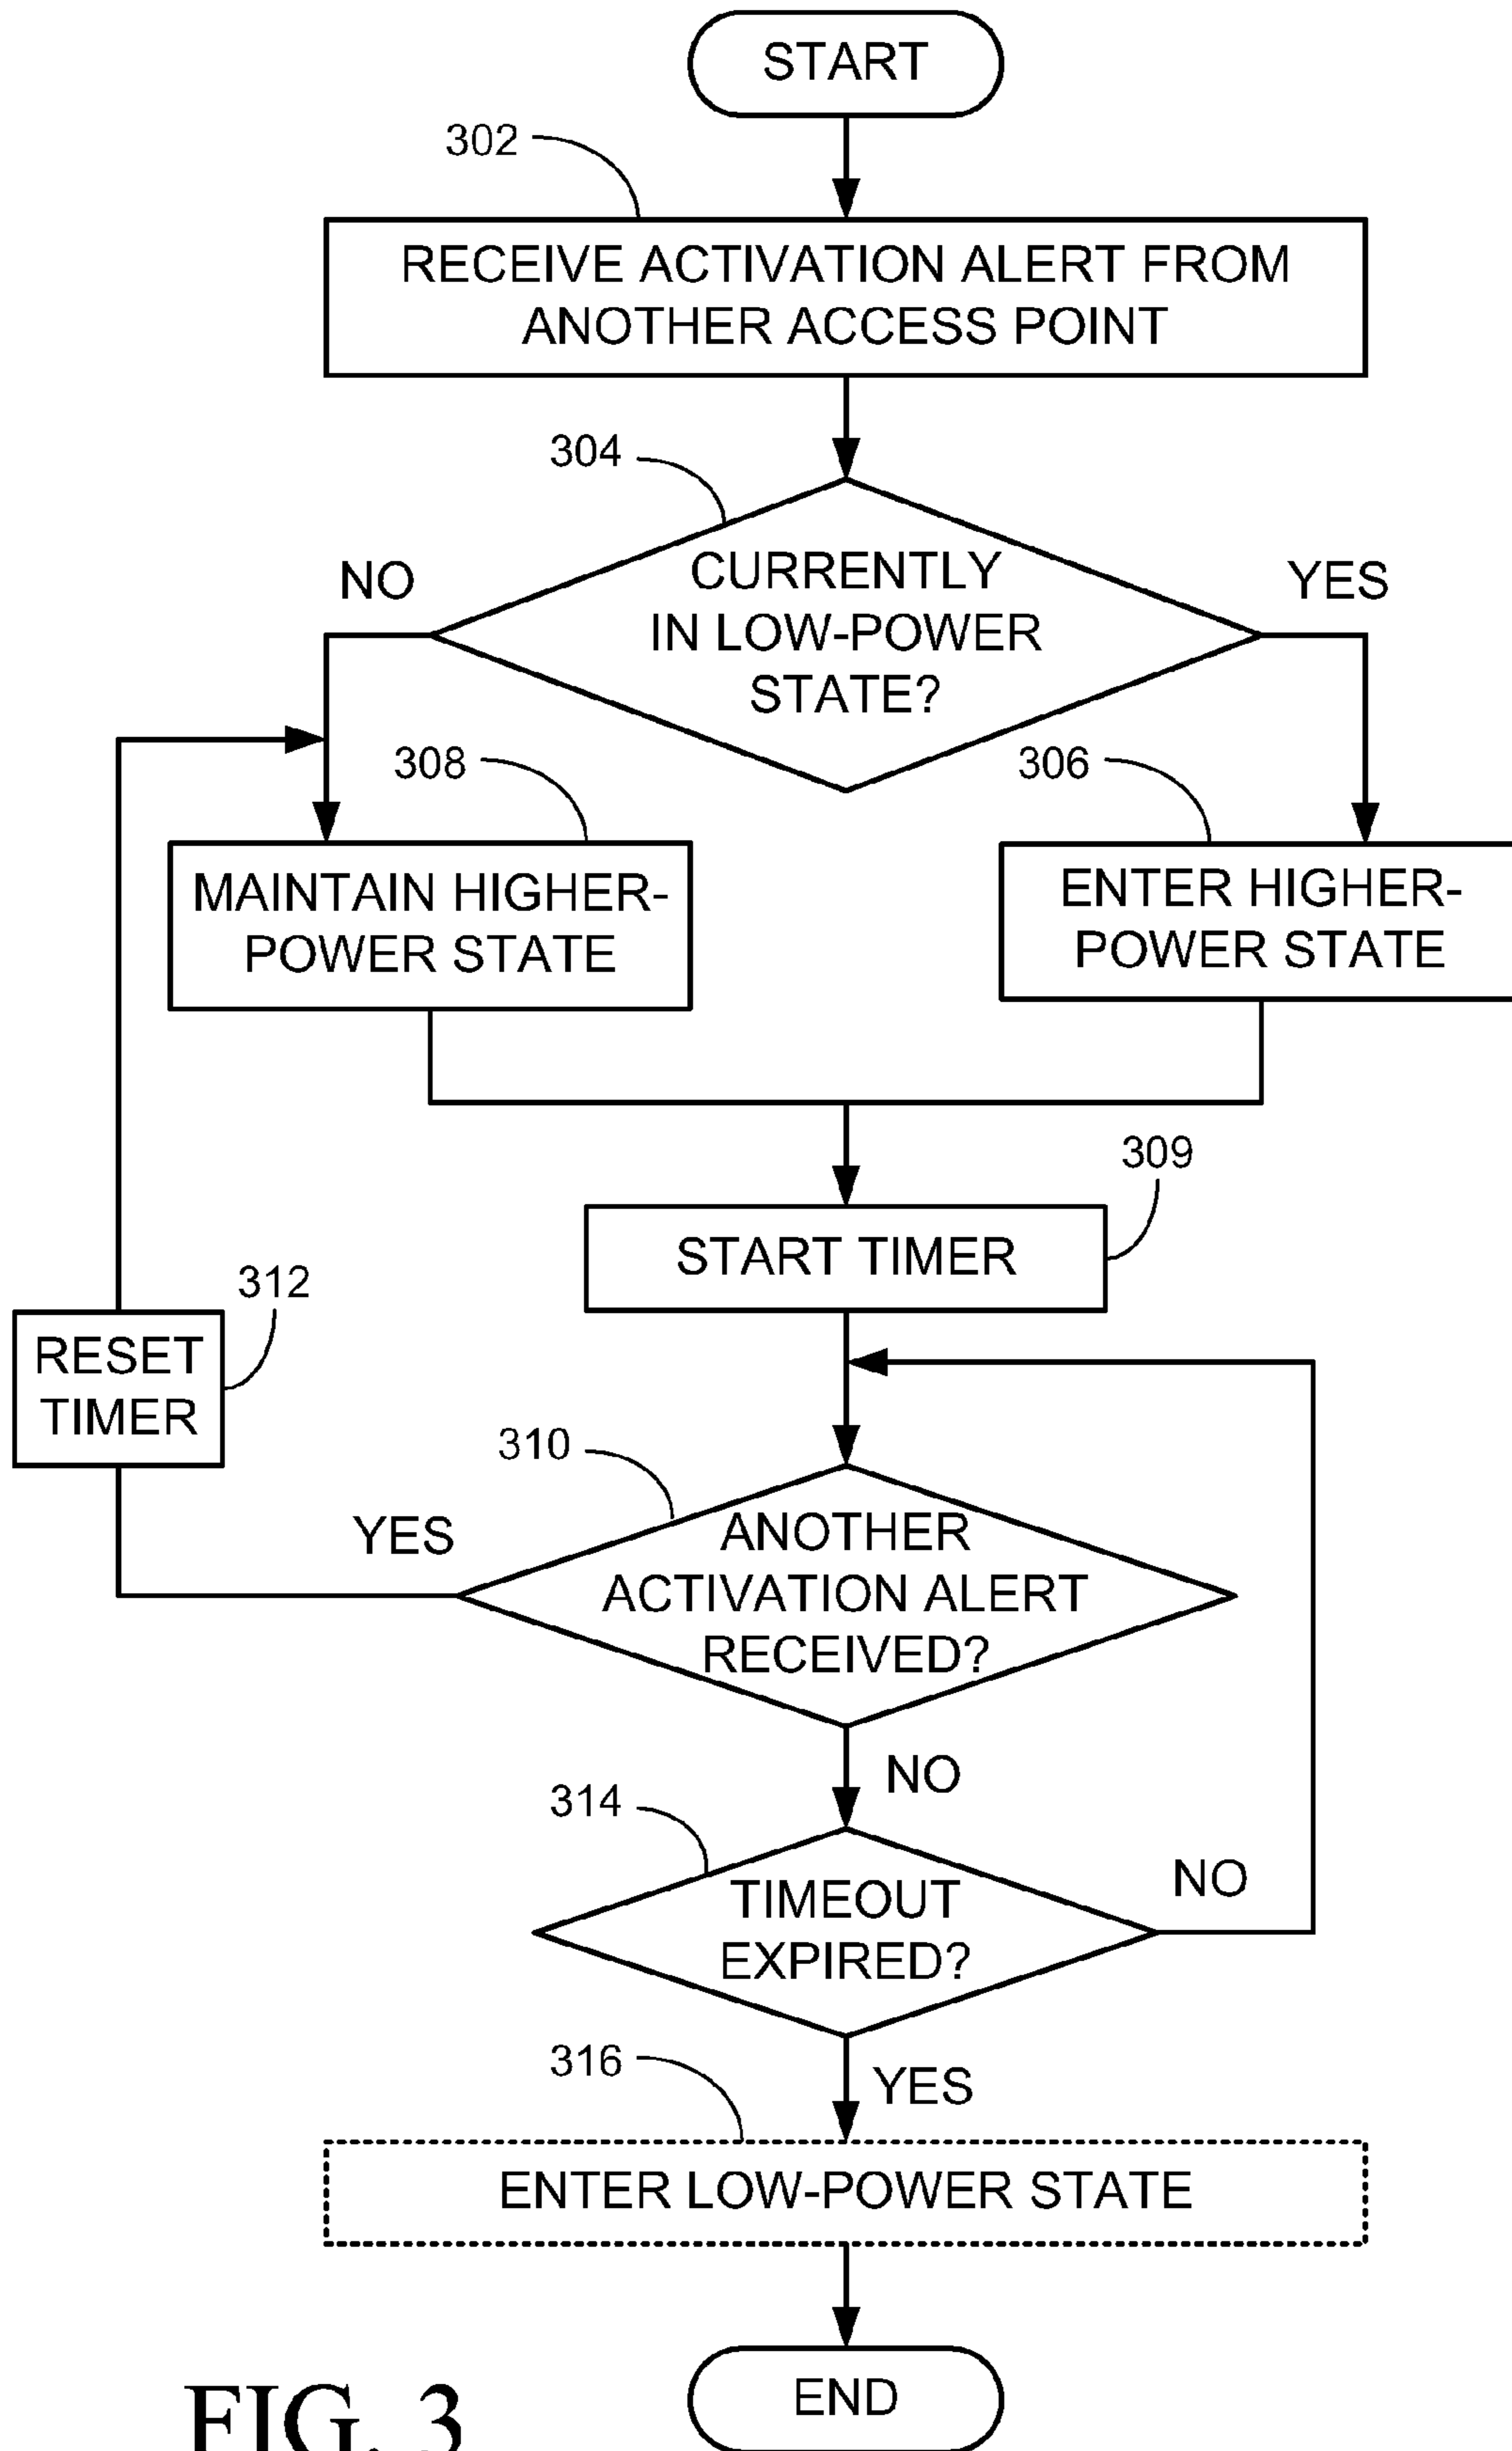 START
302
RECEIVE ACTIVATION ALERT FROM
ANOTHER ACCESS POINT
304
NO
CURRENTLY
IN LOW-POWER
STATE?
YES
308
306
MAINTAIN HIGHER-
POWER STATE
ENTER HIGHER-
POWER STATE
309
START TIMER
312
RESET
TIMER
310
YES
ANOTHER
ACTIVATION ALERT
RECEIVED?
NO
314
NO
TIMEOUT
EXPIRED?
316
YES
ENTER LOW-POWER STATE
END
FIG. 3